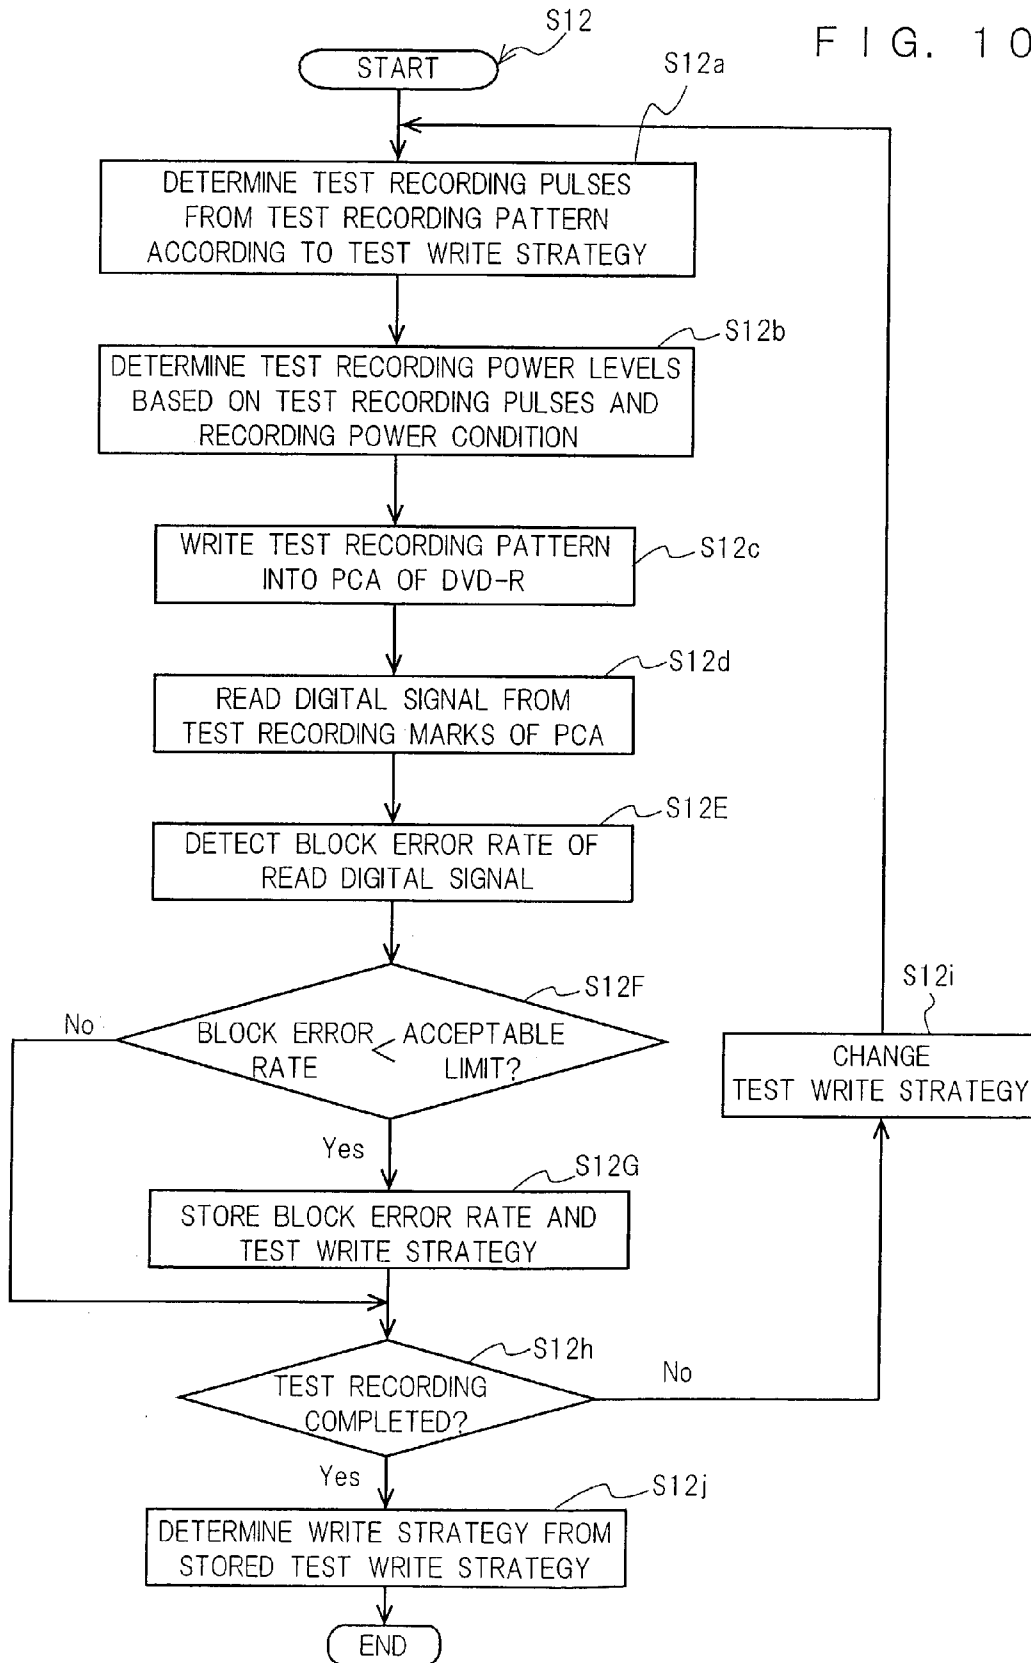 FIG. 10
S12
START
S12a
DETERMINE TEST RECORDING PULSES
FROM TEST RECORDING PATTERN
ACCORDING TO TEST WRITE STRATEGY
S12b
DETERMINE TEST RECORDING POWER LEVELS
BASED ON TEST RECORDING PULSES AND
RECORDING POWER CONDITION
WRITE TEST RECORDING PATTERN
INTO PCA OF DVD-R
S12c
S12d
READ DIGITAL SIGNAL FROM
TEST RECORDING MARKS OF PCA
S12E
DETECT BLOCK ERROR RATE OF
READ DIGITAL SIGNAL
S12F
No
BLOCK ERROR
RATE
<
ACCEPTABLE
LIMIT?
S12i
CHANGE
TEST WRITE STRATEGY
Yes
S12G
STORE BLOCK ERROR RATE AND
TEST WRITE STRATEGY
S12h
TEST RECORDING
COMPLETED?
No
Yes
S12j
DETERMINE WRITE STRATEGY FROM
STORED TEST WRITE STRATEGY
END